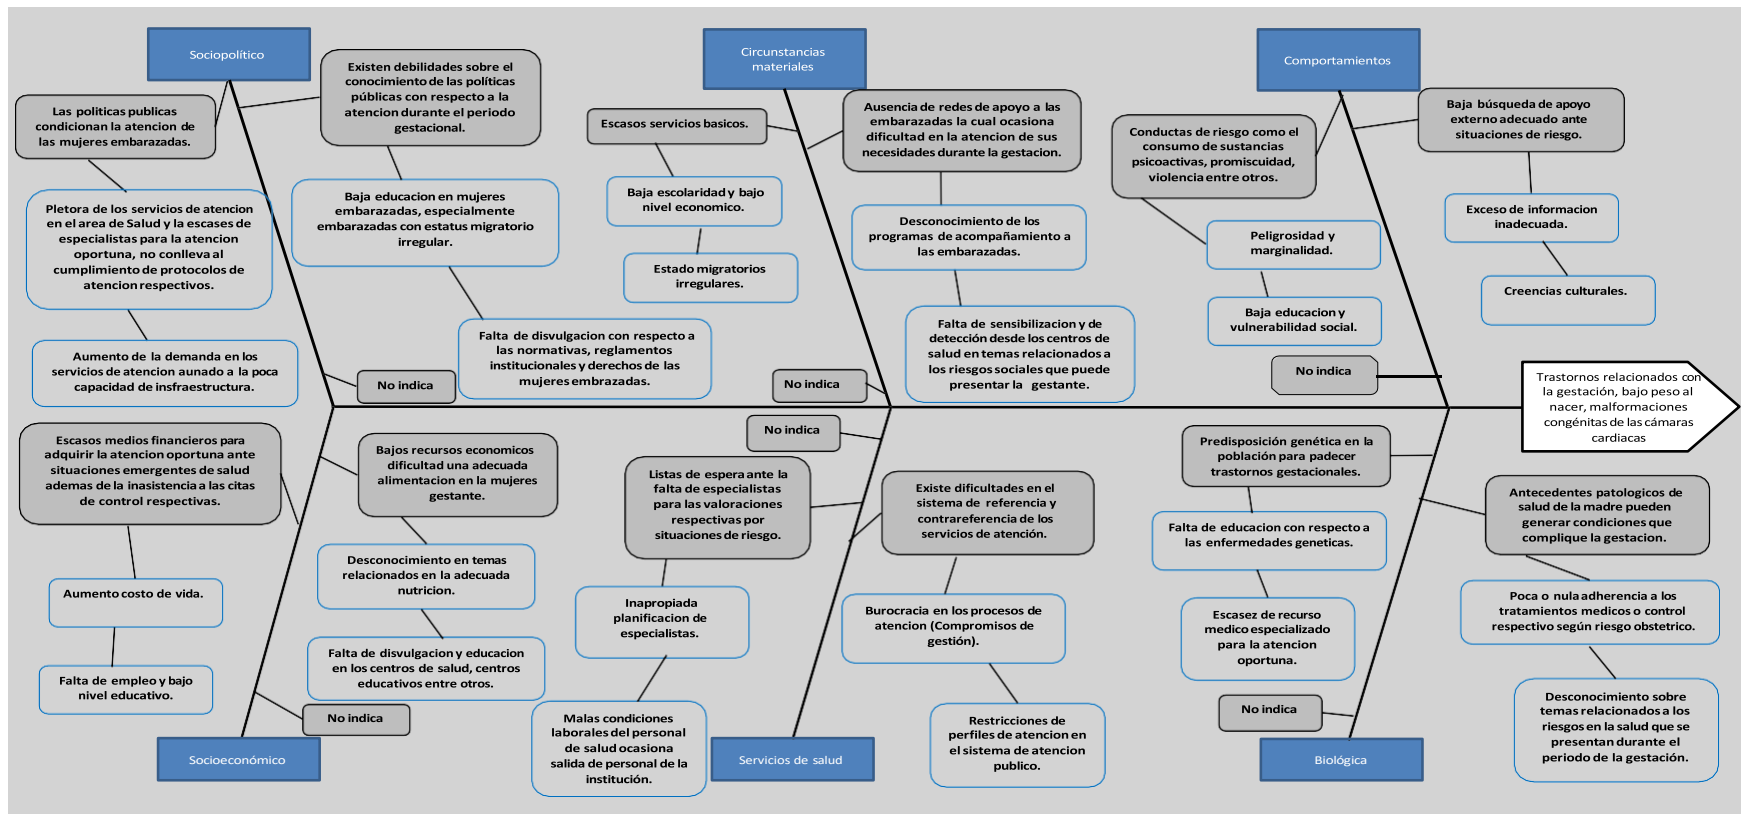 Sociopolítico
Las politicas publicas
condicionan la atencion de
las mujeres embarazadas.
Pletora de los servicios de atencion
en el area de Salud y la escases de
especialistas para la atencion
oportuna, no conlleva al
cumplimiento de protocolos de
atencion respectivos.
Aumento de la demanda en los
servicios de atencion aunado a la poca
capacidad de insfraestructura.
Existen debilidades sobre el
conocimiento de las políticas
públicas con respecto a la
atencion durante el periodo
gestacional.
Baja educacion en mujeres
embarazadas, especialmente
embarazadas con estatus migratorio
irregular.
Falta de disvulgacion con respecto a
las normativas, reglamentos
institucionales y derechos de las
mujeres embrazadas.
No indica
Circunstancias
materiales
Escasos servicios basicos.
Baja escolaridad y bajo
nivel economico.
Estado migratorios
irregulares.
Ausencia de redes de apoyo a las
embarazadas la cual ocasiona
dificultad en la atencion de sus
necesidades durante la gestacion.
Desconocimiento de los
programas de acompañamiento a
las embarazadas.
Falta de sensibilizacion y de
detección desde los centros de
salud en temas relacionados a
los riesgos sociales que puede
presentar la gestante.
No indica
Comportamientos
Conductas de riesgo como el
consumo de sustancias
psicoactivas, promiscuidad,
violencia entre otros.
Peligrosidad y
marginalidad.
Baja educacion y
vulnerabilidad social.
Baja búsqueda de apoyo
externo adecuado ante
situaciones de riesgo.
Exceso de informacion
inadecuada.
Creencias culturales.
No indica
Trastornos relacionados con
la gestación, bajo peso al
nacer, malformaciones
congénitas de las cámaras
cardiacas
Escasos medios financieros para
adquirir la atencion oportuna ante
situaciones emergentes de salud
ademas de la inasistencia a las citas
de control respectivas.
Aumento costo de vida.
Falta de empleo y bajo
nivel educativo.
Bajos recursos economicos
dificultad una adecuada
alimentacion en la mujeres
gestante.
Desconocimiento en temas
relacionados en la adecuada
nutricion.
Falta de disvulgacion y educacion
en los centros de salud, centros
educativos entre otros.
No indica
Socioeconómico
No indica
Listas de espera ante la
falta de especialistas
para las valoraciones
respectivas por
situaciones de riesgo.
Inapropiada
planificacion de
especialistas.
Malas condiciones
laborales del personal
de salud ocasiona
salida de personal de la
institución.
Existe dificultades en el
sistema de referencia y
contrareferencia de los
servicios de atención.
Burocracia en los procesos de
atencion (Compromisos de
gestión).
Restricciones de
perfiles de atencion en
el sistema de atencion
publico.
Servicios de salud
Predisposición genética en la
población para padecer
trastornos gestacionales.
Falta de educacion con respecto a
las enfermedades geneticas.
Escasez de recurso
medico especializado
para la atencion
oportuna.
No indica
Antecedentes patologicos de
salud de la madre pueden
generar condiciones que
complique la gestacion.
Poca o nula adherencia a los
tratamientos medicos o control
respectivo según riesgo obstetrico.
Desconocimiento sobre
temas relacionados a los
riesgos en la salud que se
presentan durante el
periodo de la gestación.
Biológica